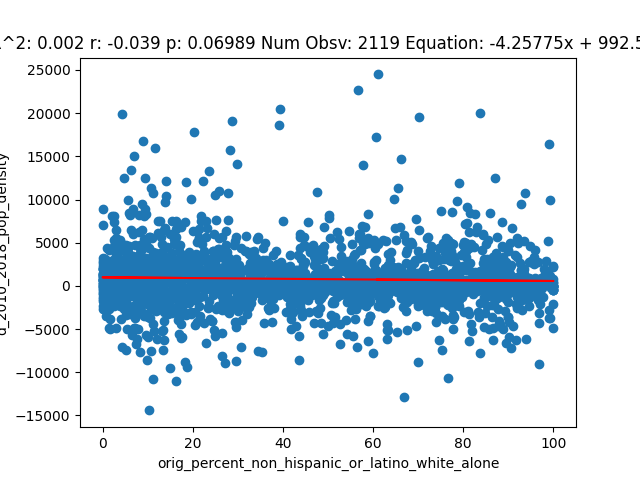 ^2: 0.002 r: -0.039 p: 0.06989 Num Obsv: 2119 Equation: -4.25775x + 992.5
25000
20000
15000
10000
5000
0
−5000
−10000
−15000
d_2010_2018_pop_density
0 20 40 60 80 100
orig_percent_non_hispanic_or_latino_white_alone